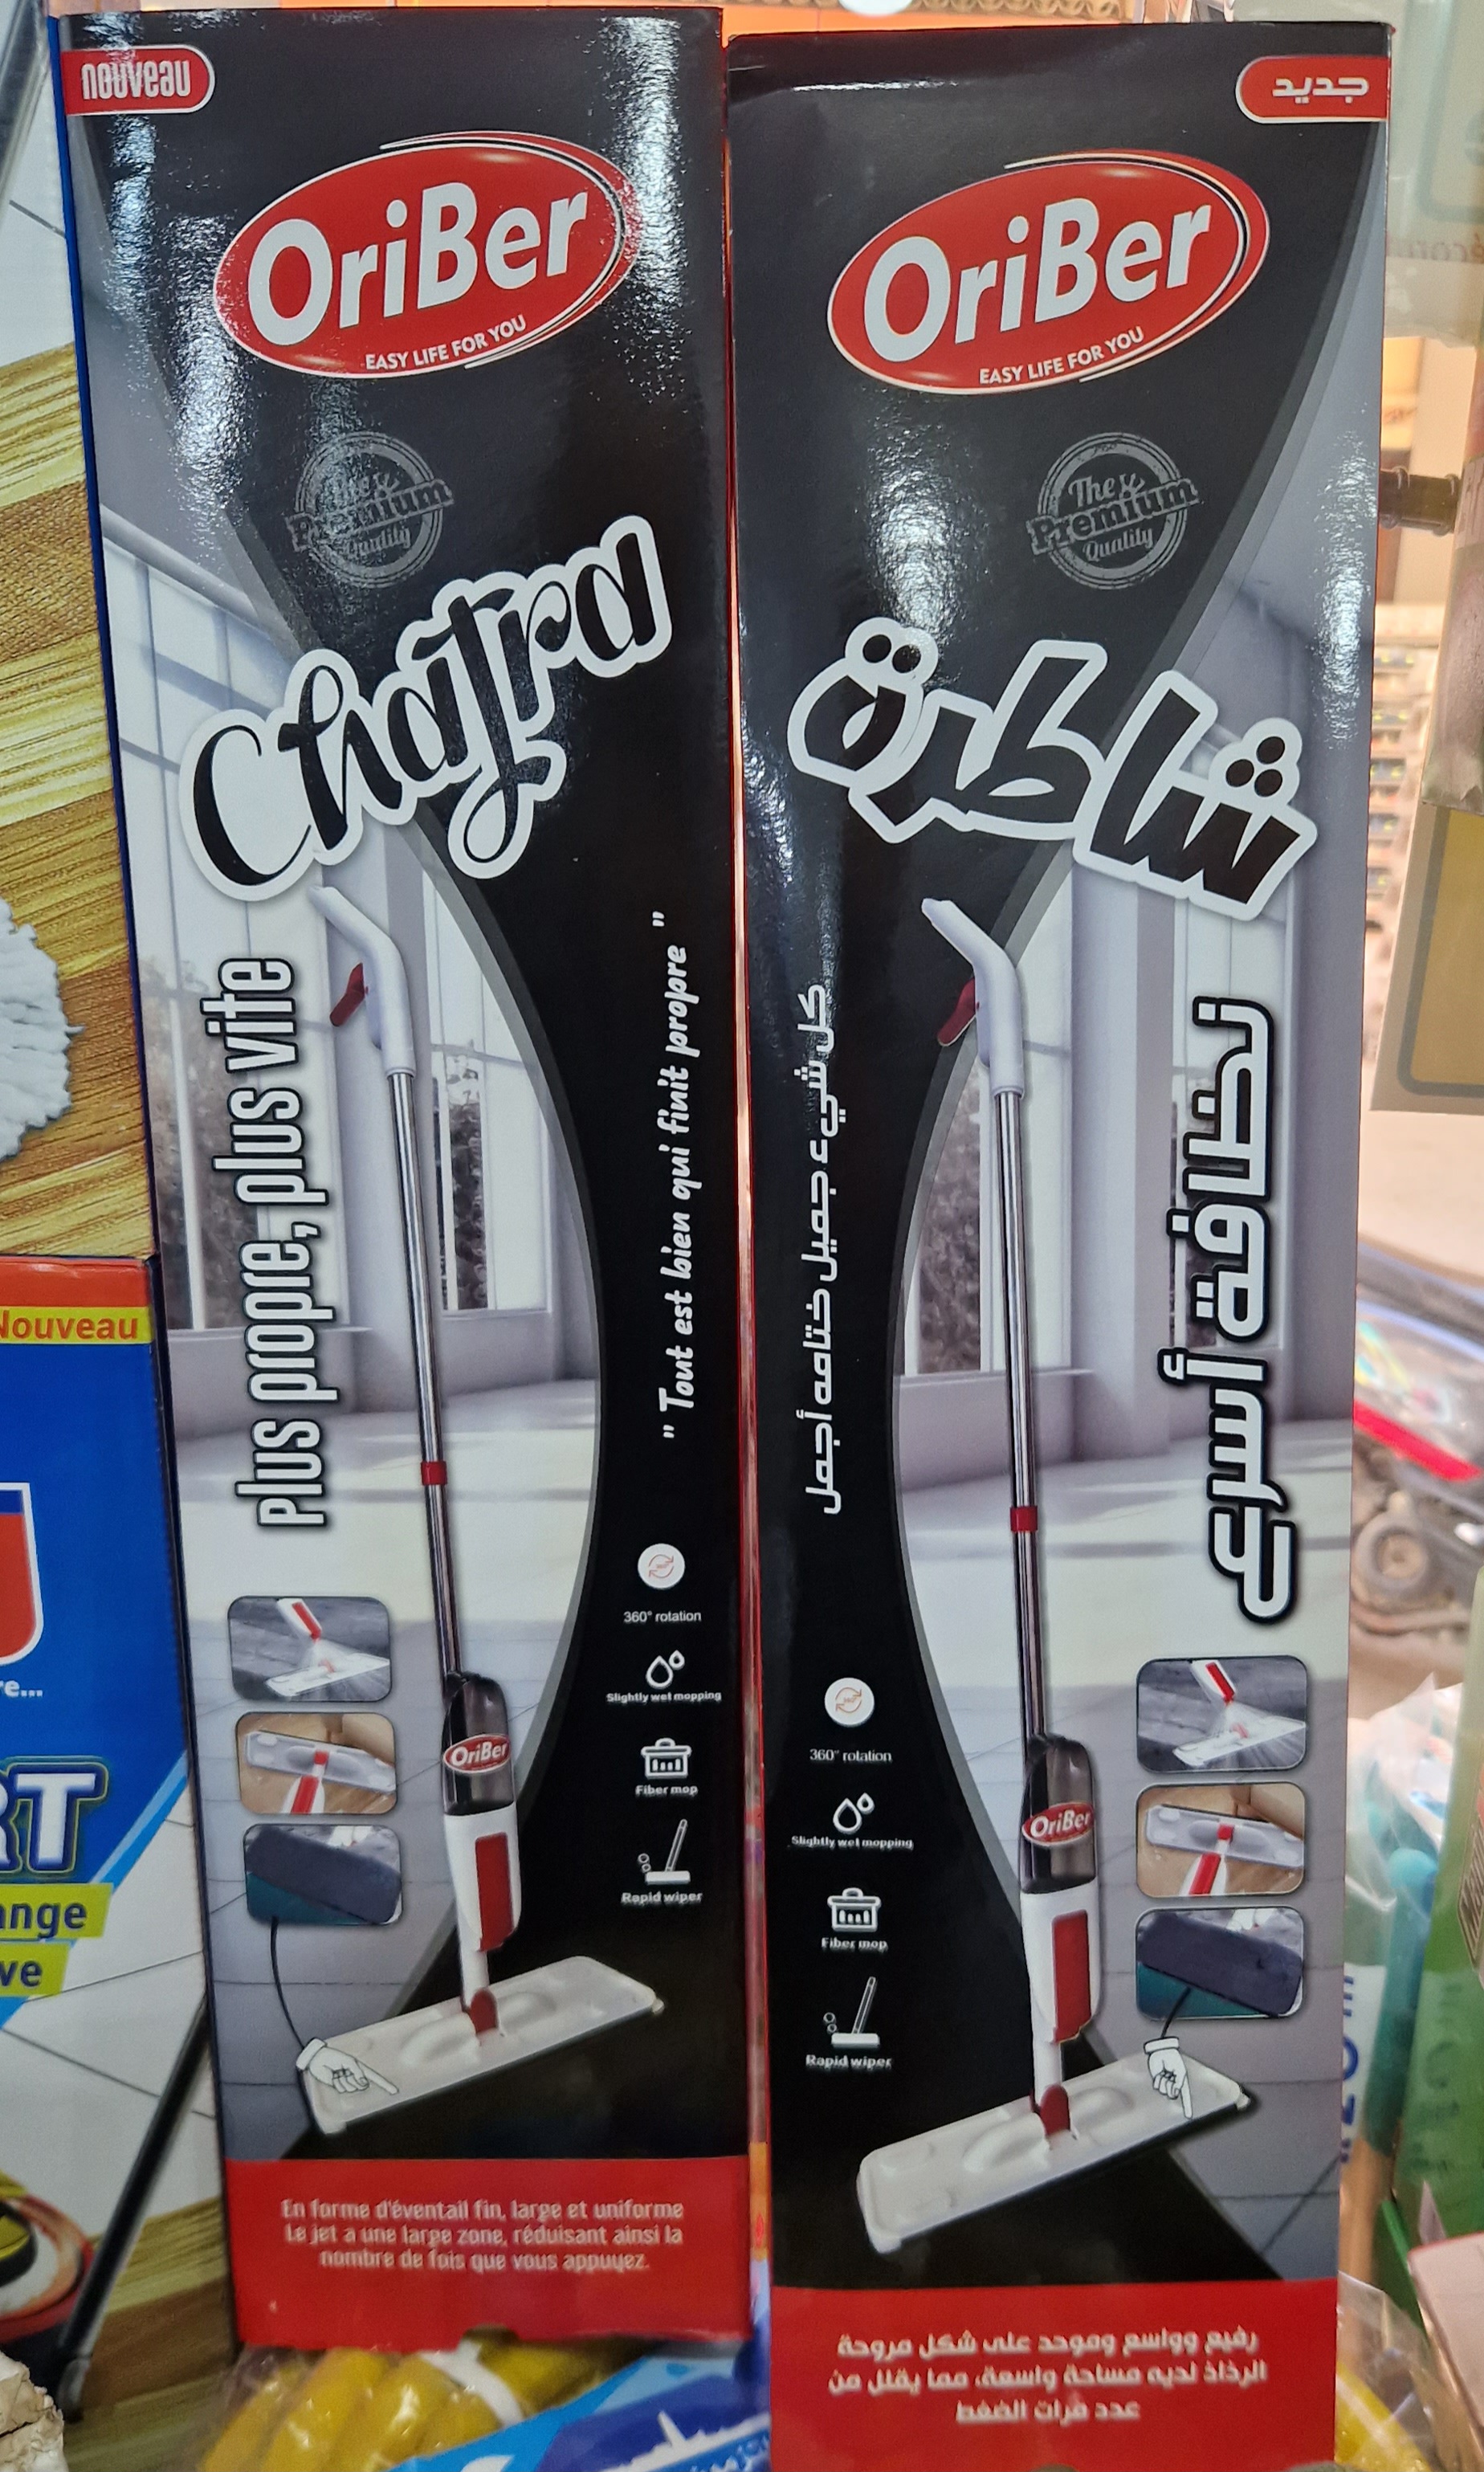 nouveau
OriBer
EASY LIFE FOR YOU
The
Premium
Quality
Chatra
plus propre, plus vite
" Tout est bien qui finit propre "
360° rotation
Slightly wet mopping
Fiber mop
Rapid wiper
OriBer
En forme d'éventail fin, large et uniforme
Le jet a une large zone, réduisant ainsi la
nombre de fois que vous appuyez.
جديد
OriBer
EASY LIFE FOR YOU
The
Premium
Quality
شاطرة
نظافة أسرع
كل شيء جميل ختامه أجمل
360° rotation
Slightly wet mopping
Fiber mop
Rapid wiper
OriBer
رفيع وواسع وموحد على شكل مروحة
الرذاذ لديه مساحة واسعة، مما يقلل من
عدد مرات الضغط
Nouveau